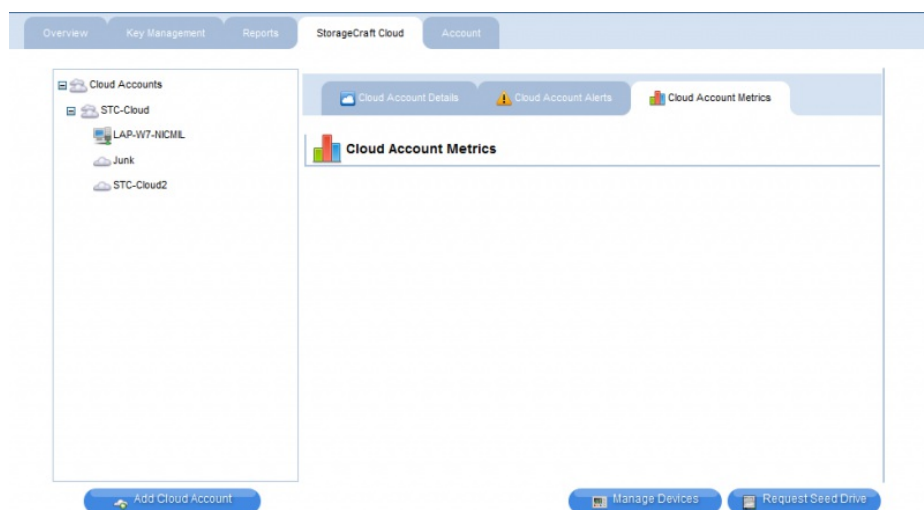 Overview Key Management Reports StorageCraft Cloud Account
Cloud Accounts
STC-Cloud
LAP-W7-NICMIL
Junk
STC-Cloud2
Cloud Account Details Cloud Account Alerts Cloud Account Metrics
Cloud Account Metrics
Add Cloud Account Manage Devices Request Seed Drive